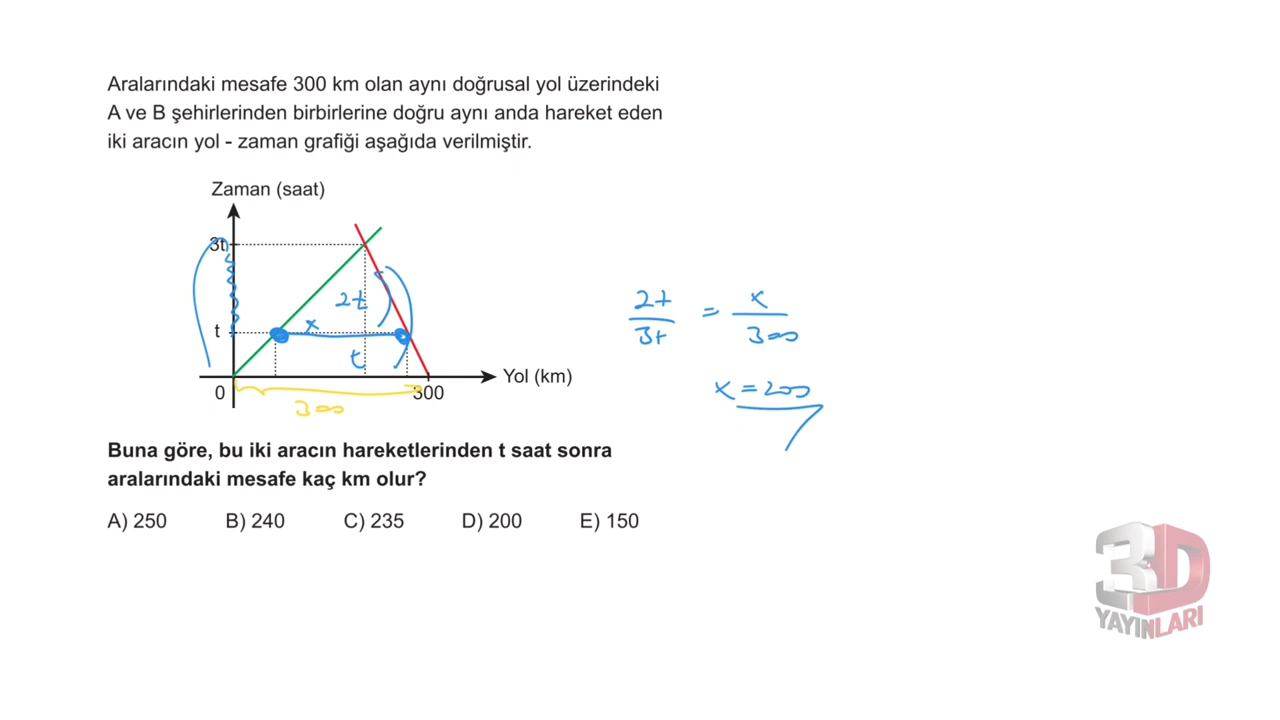 Aralarındaki mesafe 300 km olan aynı doğrusal yol üzerindeki
A ve B şehirlerinden birbirlerine doğru aynı anda hareket eden
iki aracın yol - zaman grafiği aşağıda verilmiştir.
Zaman (saat)
3t
2t
x
t
t
0
300
Yol (km)
300
2t/3t = x/300
x = 200
Buna göre, bu iki aracın hareketlerinden t saat sonra
aralarındaki mesafe kaç km olur?
A) 250 B) 240 C) 235 D) 200 E) 150
3D
YAYINLARI